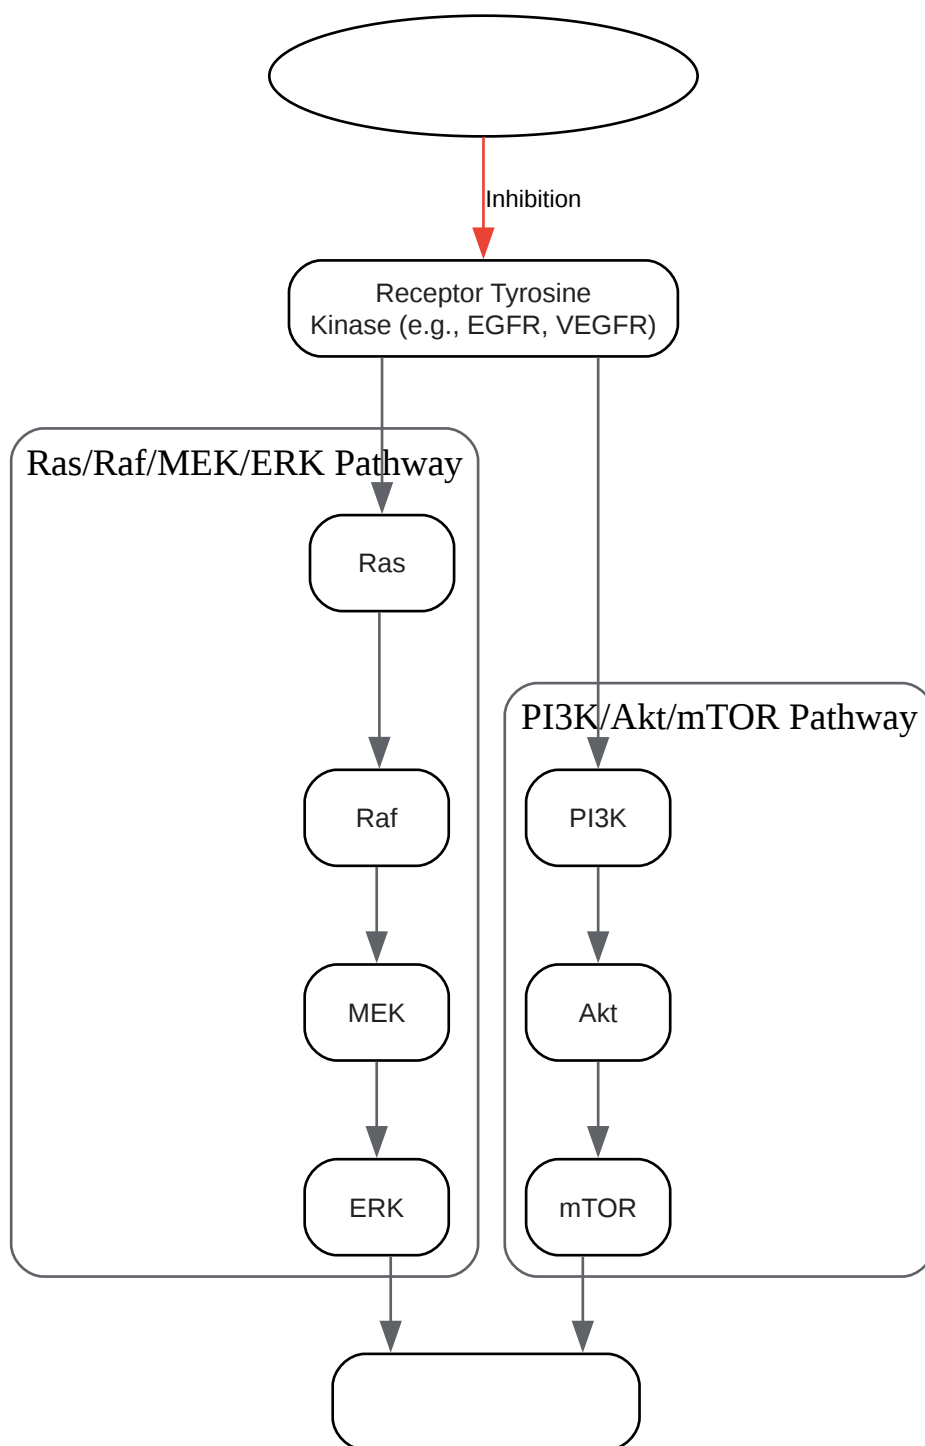 Inhibition
Receptor Tyrosine
Kinase (e.g., EGFR, VEGFR)
Ras/Raf/MEK/ERK Pathway
Ras
PI3K/Akt/mTOR Pathway
Raf
PI3K
MEK
Akt
ERK
mTOR